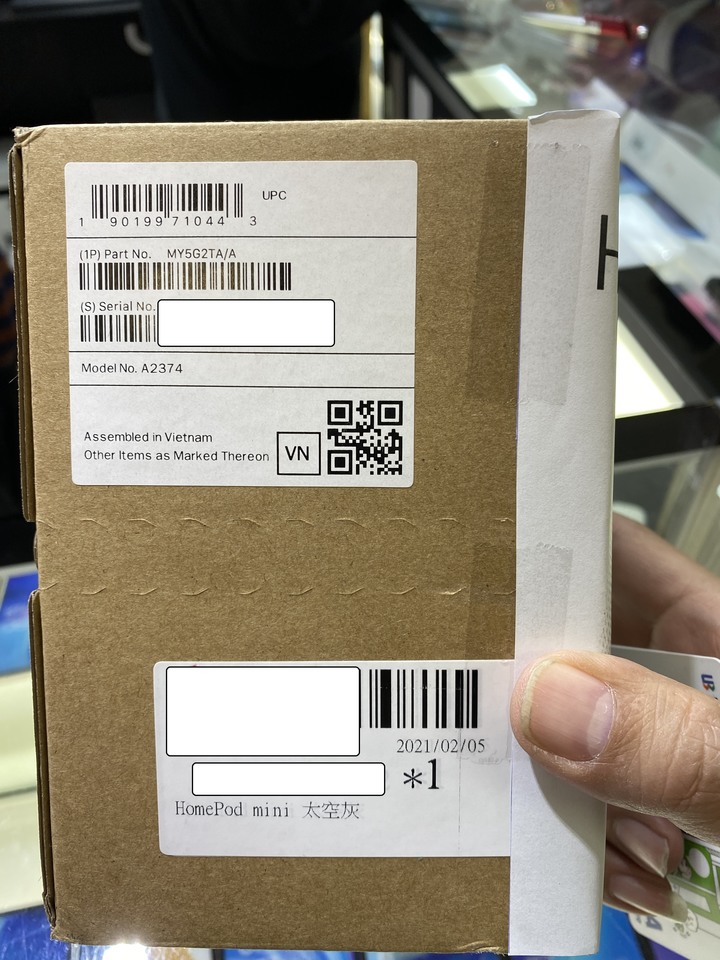 UPC
1 90199 71044 3
(1P) Part No. MY5G2TA/A
(S) Serial No.
Model No. A2374
Assembled in Vietnam
Other Items as Marked Thereon
VN
H
2021/02/05
*1
HomePod mini 太空灰